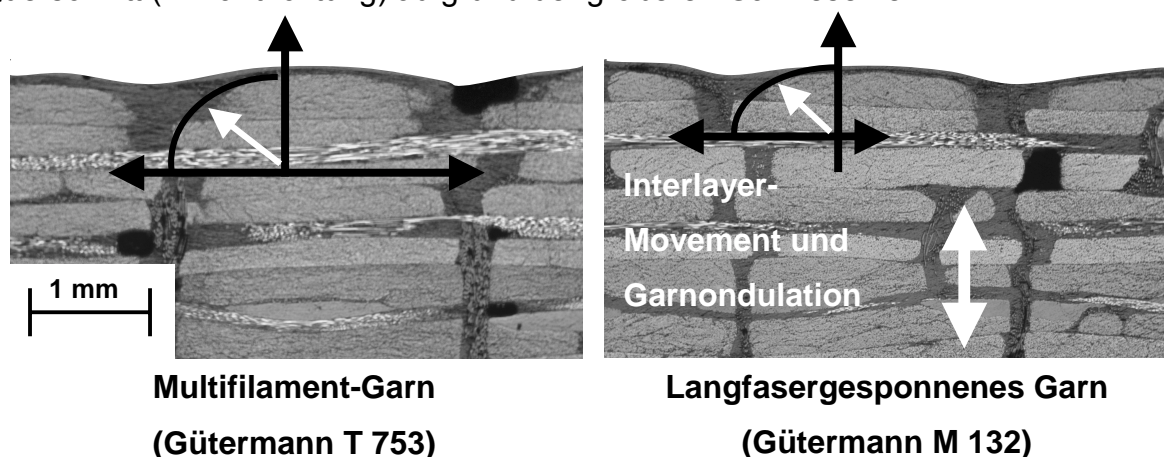 Interlayer-
Movement und
Garnondulation
1 mm
Multifilament-Garn
(Gütermann T 753)
Langfasergesponnenes Garn
(Gütermann M 132)